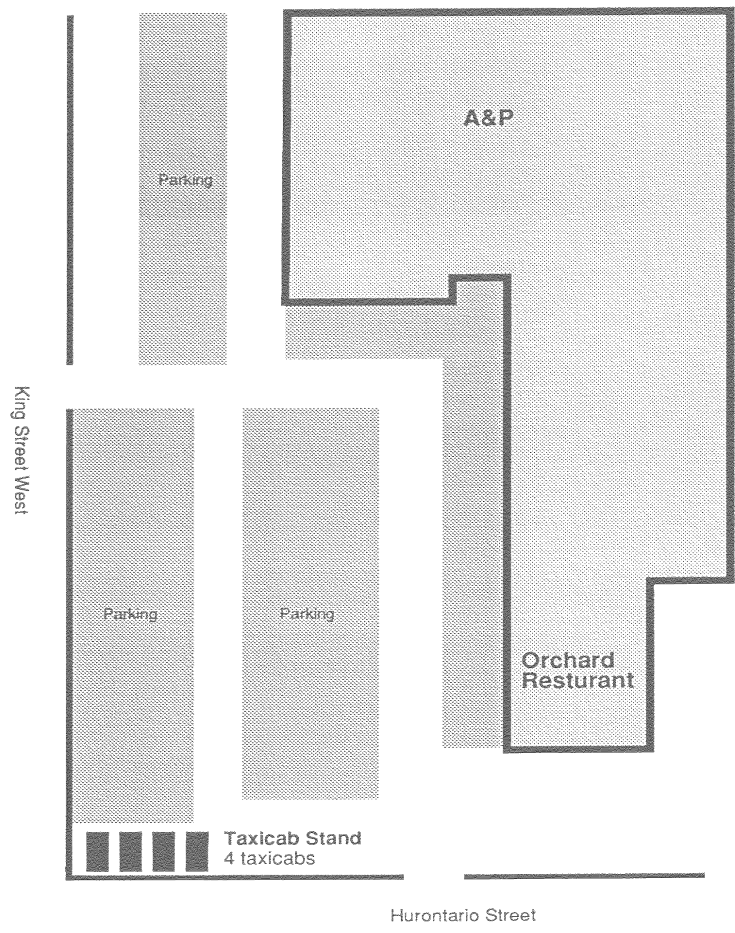 A&P
Parking
King Street West
Parking
Parking
Orchard
Resturant
Taxicab Stand
4 taxicabs
Hurontario Street